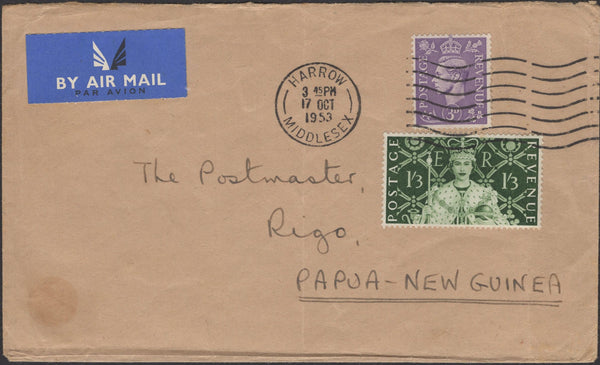 BY AIR MAIL
PAR AVION
HARROW
3 45PM
17 OCT
1953
MIDDLESEX
POSTAGE
REVENUE
3D
POSTAGE
E R
1/3 1/3
REVENUE
The Postmaster,
Rigo,
PAPUA-NEW GUINEA